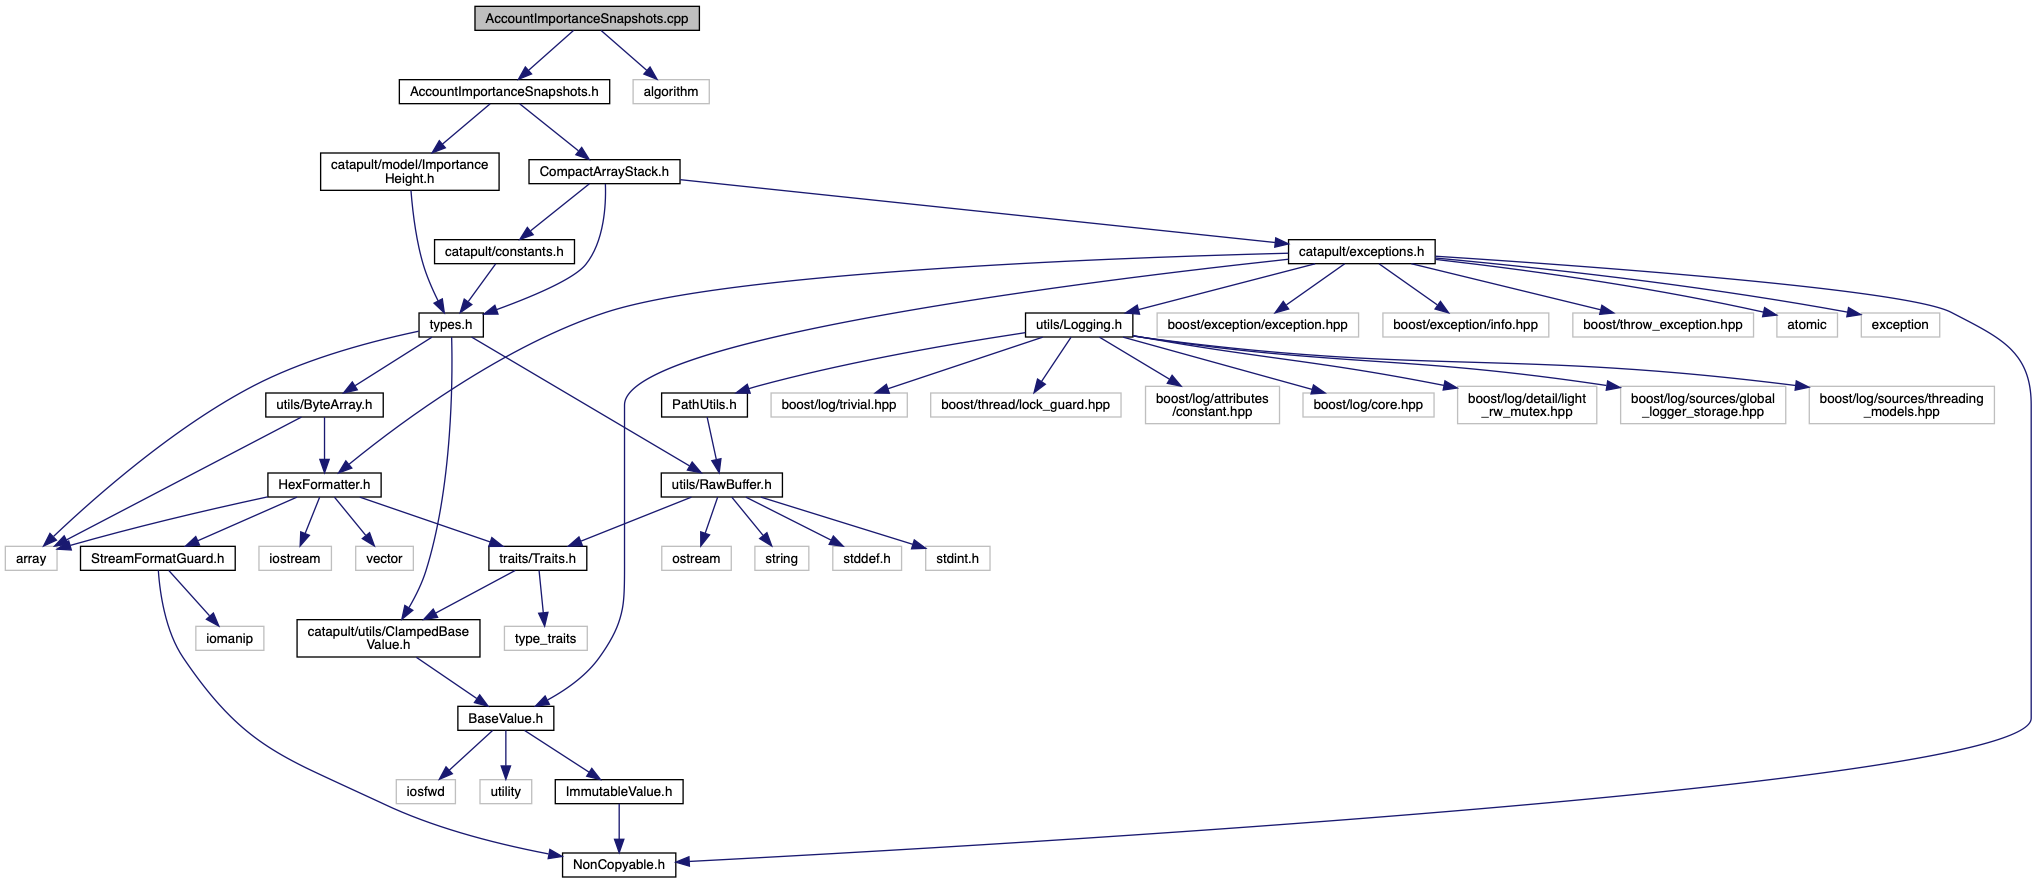 AccountImportanceSnapshots.cpp
AccountImportanceSnapshots.h
algorithm
catapult/model/Importance
Height.h
CompactArrayStack.h
catapult/constants.h
catapult/exceptions.h
types.h
utils/Logging.h
boost/exception/exception.hpp
boost/exception/info.hpp
boost/throw_exception.hpp
atomic
exception
utils/ByteArray.h
PathUtils.h
boost/log/trivial.hpp
boost/thread/lock_guard.hpp
boost/log/attributes
/constant.hpp
boost/log/core.hpp
boost/log/detail/light
_rw_mutex.hpp
boost/log/sources/global
_logger_storage.hpp
boost/log/sources/threading
_models.hpp
HexFormatter.h
utils/RawBuffer.h
array
StreamFormatGuard.h
iostream
vector
traits/Traits.h
ostream
string
stddef.h
stdint.h
iomanip
catapult/utils/ClampedBase
Value.h
type_traits
BaseValue.h
iosfwd
utility
ImmutableValue.h
NonCopyable.h